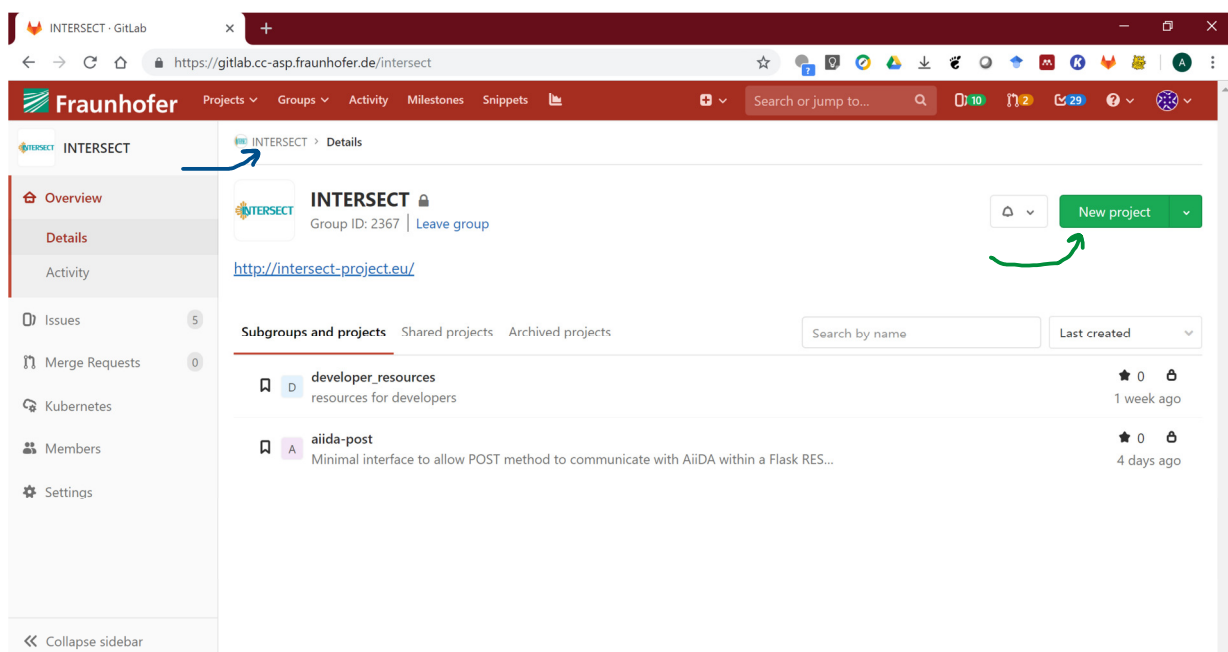 INTERSECT · GitLab
https://gitlab.cc-asp.fraunhofer.de/intersect
A
Fraunhofer Projects Groups Activity Milestones Snippets Search or jump to... 10 2 29
INTERSECT INTERSECT
INTERSECT > Details
Overview
Details
Activity
Issues 5
Merge Requests 0
Kubernetes
Members
Settings
Collapse sidebar
INTERSECT INTERSECT
Group ID: 2367 | Leave group
New project
http://intersect-project.eu/
Subgroups and projects Shared projects Archived projects Search by name Last created
D developer_resources 0
resources for developers 1 week ago
A aiida-post 0
Minimal interface to allow POST method to communicate with AiiDA within a Flask RES... 4 days ago